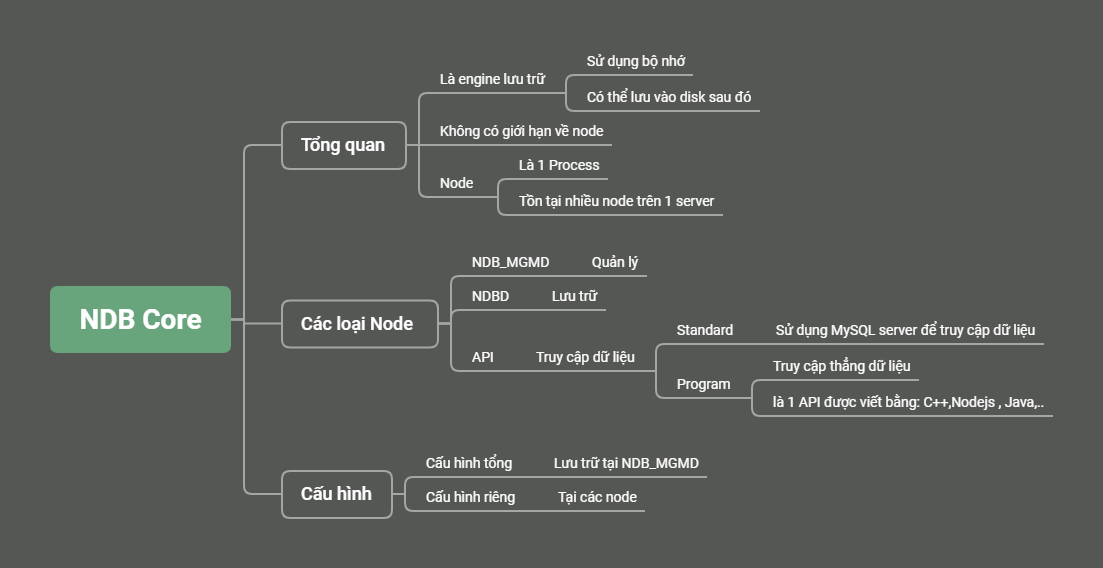 NDB Core
Tổng quan
Là engine lưu trữ
Sử dụng bộ nhớ
Có thể lưu vào disk sau đó
Không có giới hạn về node
Node
Là 1 Process
Tồn tại nhiều node trên 1 server
Các loại Node
NDB_MGMD Quản lý
NDBD Lưu trữ
API Truy cập dữ liệu
Standard Sử dụng MySQL server để truy cập dữ liệu
Program
Truy cập thẳng dữ liệu
là 1 API được viết bằng: C++,Nodejs , Java,..
Cấu hình
Cấu hình tổng Lưu trữ tại NDB_MGMD
Cấu hình riêng Tại các node